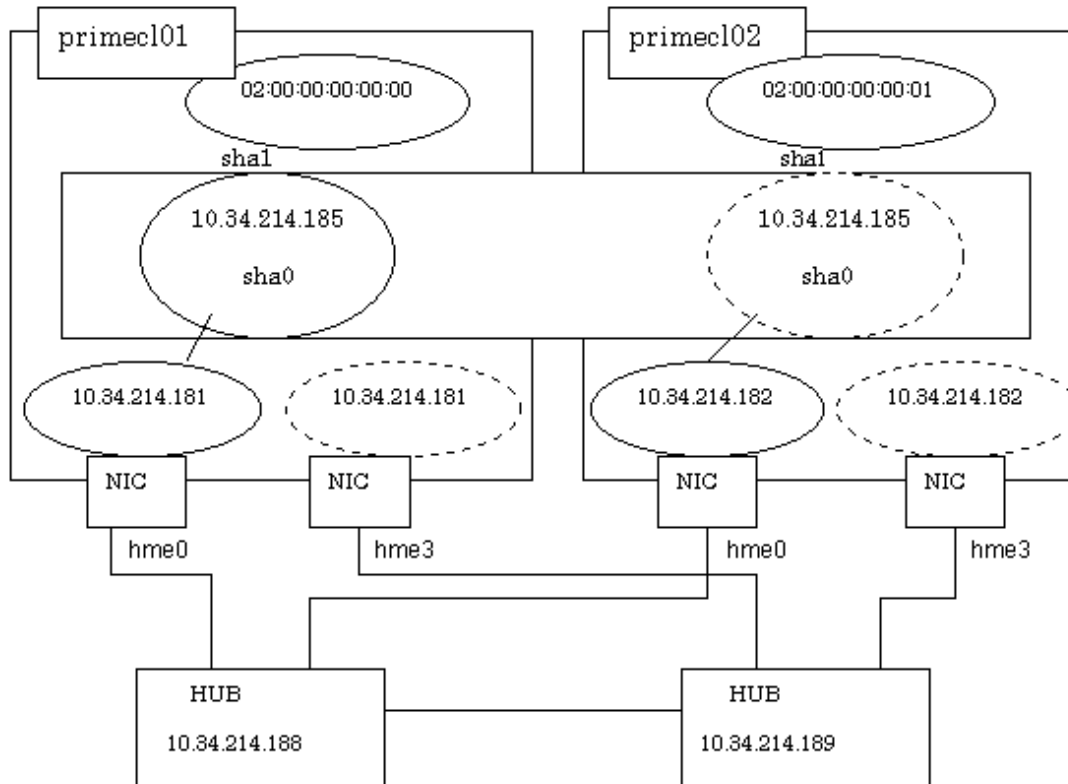 primecl01
primecl02
02:00:00:00:00:00
02:00:00:00:00:01
sha1
sha1
10.34.214.185
10.34.214.185
sha0
sha0
10.34.214.181
10.34.214.181
10.34.214.182
10.34.214.182
NIC
NIC
NIC
NIC
hme0
hme3
hme0
hme3
HUB
HUB
10.34.214.188
10.34.214.189